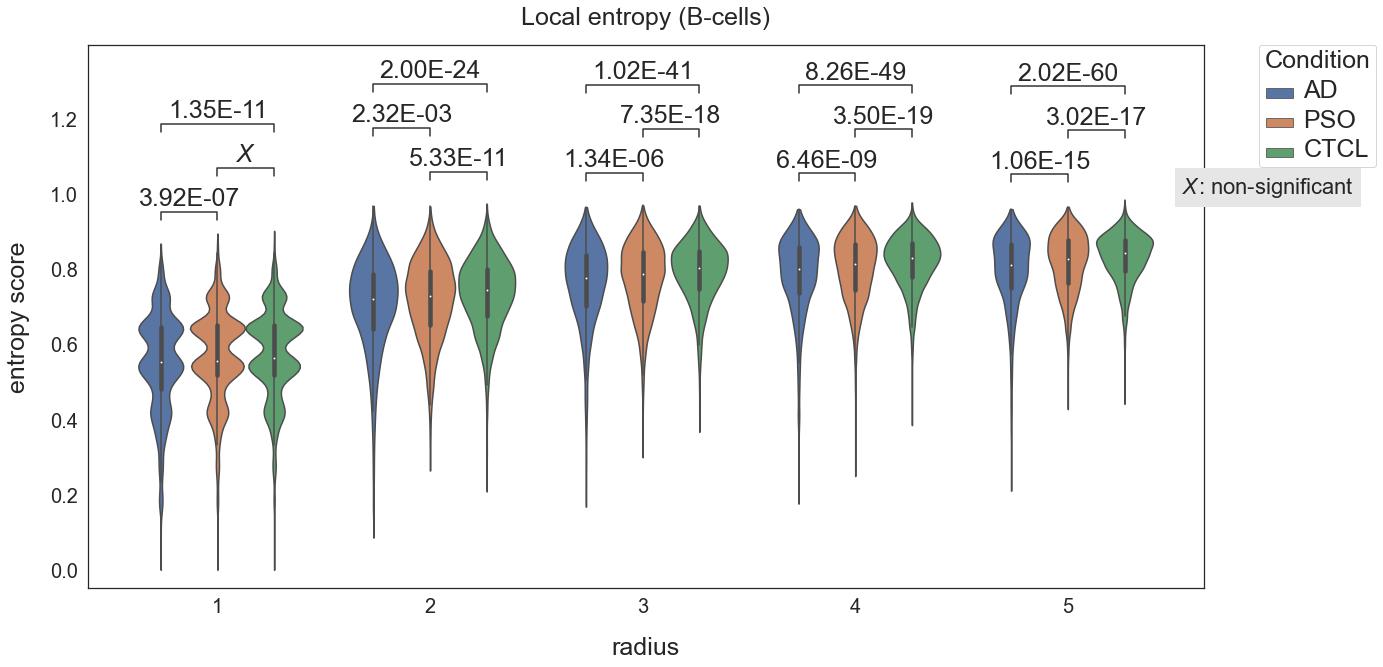 Local entropy (B-cells)
2.00E-24
1.02E-41
8.26E-49
2.02E-60
1.35E-11
2.32E-03
7.35E-18
3.50E-19
3.02E-17
X
5.33E-11
1.34E-06
6.46E-09
1.06E-15
3.92E-07
Condition
AD
PSO
CTCL
X: non-significant
entropy score
1.2
1.0
0.8
0.6
0.4
0.2
0.0
1 2 3 4 5
radius